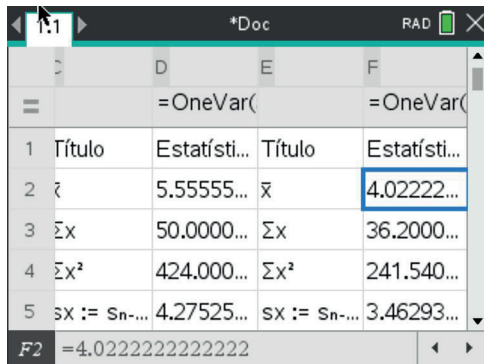 1.1 *Doc RAD
C D E F
= =OneVar( =OneVar(
1 Título Estatísti... Título Estatísti...
2 x̄ 5.55555... x̄ 4.02222...
3 Σx 50.0000... Σx 36.2000...
4 Σx² 424.000... Σx² 241.540...
5 sx := sn-... 4.27525... sx := sn-... 3.46293...
F2 =4.0222222222222